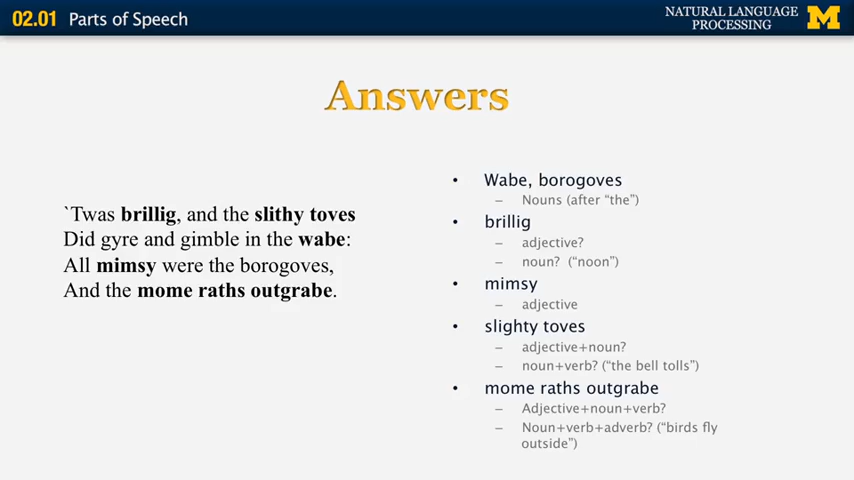 02.01 Parts of Speech
NATURAL LANGUAGE
PROCESSING
M
Answers
`Twas brillig, and the slithy toves
Did gyre and gimble in the wabe:
All mimsy were the borogoves,
And the mome raths outgrabe.
• Wabe, borogoves
– Nouns (after “the”)
• brillig
– adjective?
– noun? (“noon”)
• mimsy
– adjective
• slighty toves
– adjective+noun?
– noun+verb? (“the bell tolls”)
• mome raths outgrabe
– Adjective+noun+verb?
– Noun+verb+adverb? (“birds fly
outside”)